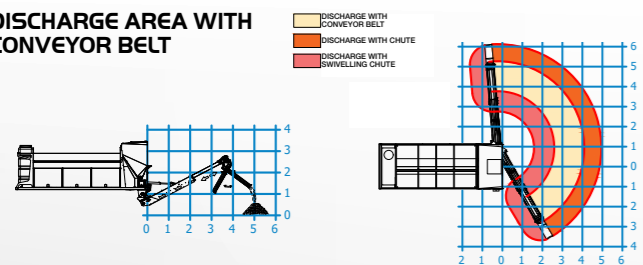 DISCHARGE AREA WITH
CONVEYOR BELT
DISCHARGE WITH
CONVEYOR BELT
DISCHARGE WITH CHUTE
DISCHARGE WITH
SWIVELLING CHUTE
4
3
2
1
0
0 1 2 3 4 5 6
6
5
4
3
2
1
0
1
2
3
4
2 1 0 1 2 3 4 5 6